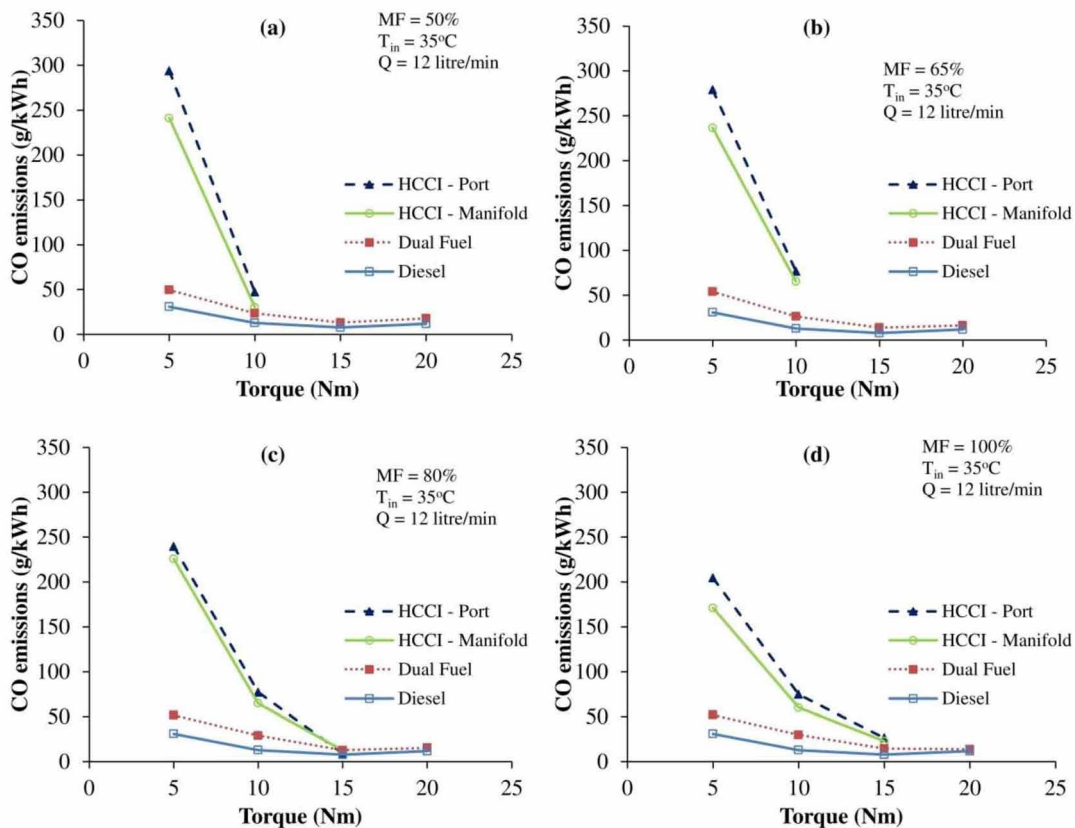 (a)
MF = 50%
Tin = 35oC
Q = 12 litre/min
CO emissions (g/kWh)
350
300
250
200
150
100
50
0
HCCI - Port
HCCI - Manifold
Dual Fuel
Diesel
0 5 10 15 20 25
Torque (Nm)
(b)
MF = 65%
Tin = 35oC
Q = 12 litre/min
CO emissions (g/kWh)
350
300
250
200
150
100
50
0
HCCI - Port
HCCI - Manifold
Dual Fuel
Diesel
0 5 10 15 20 25
Torque (Nm)
(c)
MF = 80%
Tin = 35oC
Q = 12 litre/min
CO emissions (g/kWh)
350
300
250
200
150
100
50
0
HCCI - Port
HCCI - Manifold
Dual Fuel
Diesel
0 5 10 15 20 25
Torque (Nm)
(d)
MF = 100%
Tin = 35oC
Q = 12 litre/min
CO emissions (g/kWh)
350
300
250
200
150
100
50
0
HCCI - Port
HCCI - Manifold
Dual Fuel
Diesel
0 5 10 15 20 25
Torque (Nm)